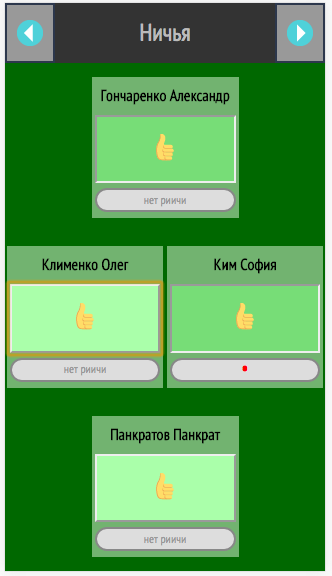 Ничья
Гончаренко Александр
нет риичи
Клименко Олег
Ким София
нет риичи
Панкратов Панкрат
нет риичи